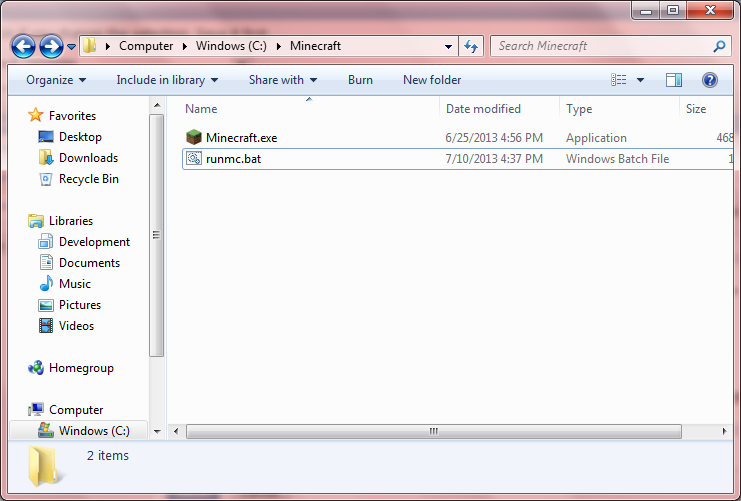 Computer Windows (C:) Minecraft Search Minecraft
Organize Include in library Share with Burn New folder
Favorites
Desktop
Downloads
Recycle Bin
Libraries
Development
Documents
Music
Pictures
Videos
Homegroup
Computer
Windows (C:)
Name Date modified Type Size
Minecraft.exe 6/25/2013 4:56 PM Application 468
runmc.bat 7/10/2013 4:37 PM Windows Batch File 1
2 items